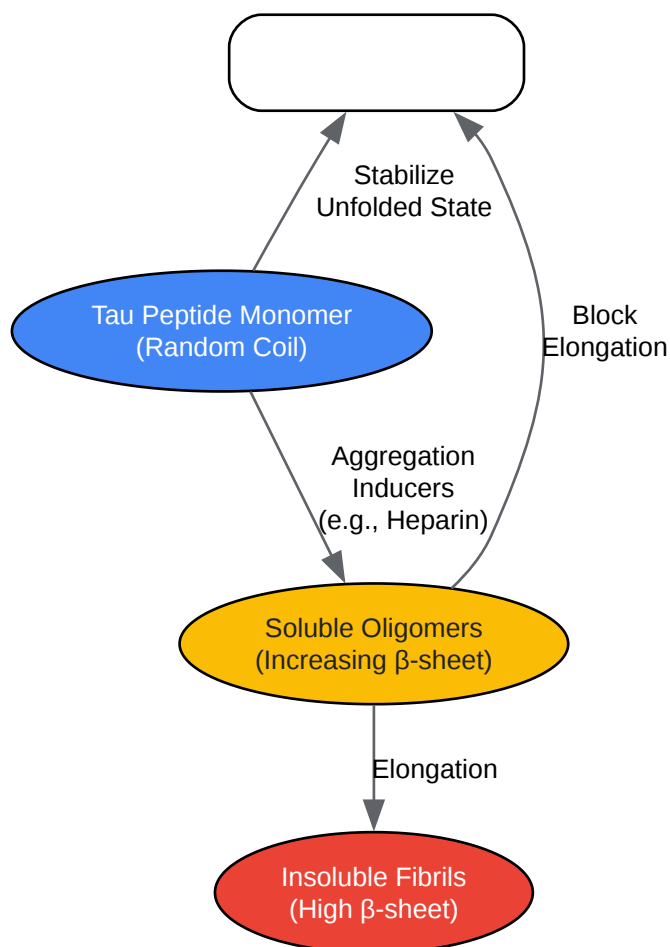 Stabilize
Unfolded State
Tau Peptide Monomer
(Random Coil)
Block
Elongation
Aggregation
Inducers
(e.g., Heparin)
Soluble Oligomers
(Increasing β-sheet)
Elongation
Insoluble Fibrils
(High β-sheet)